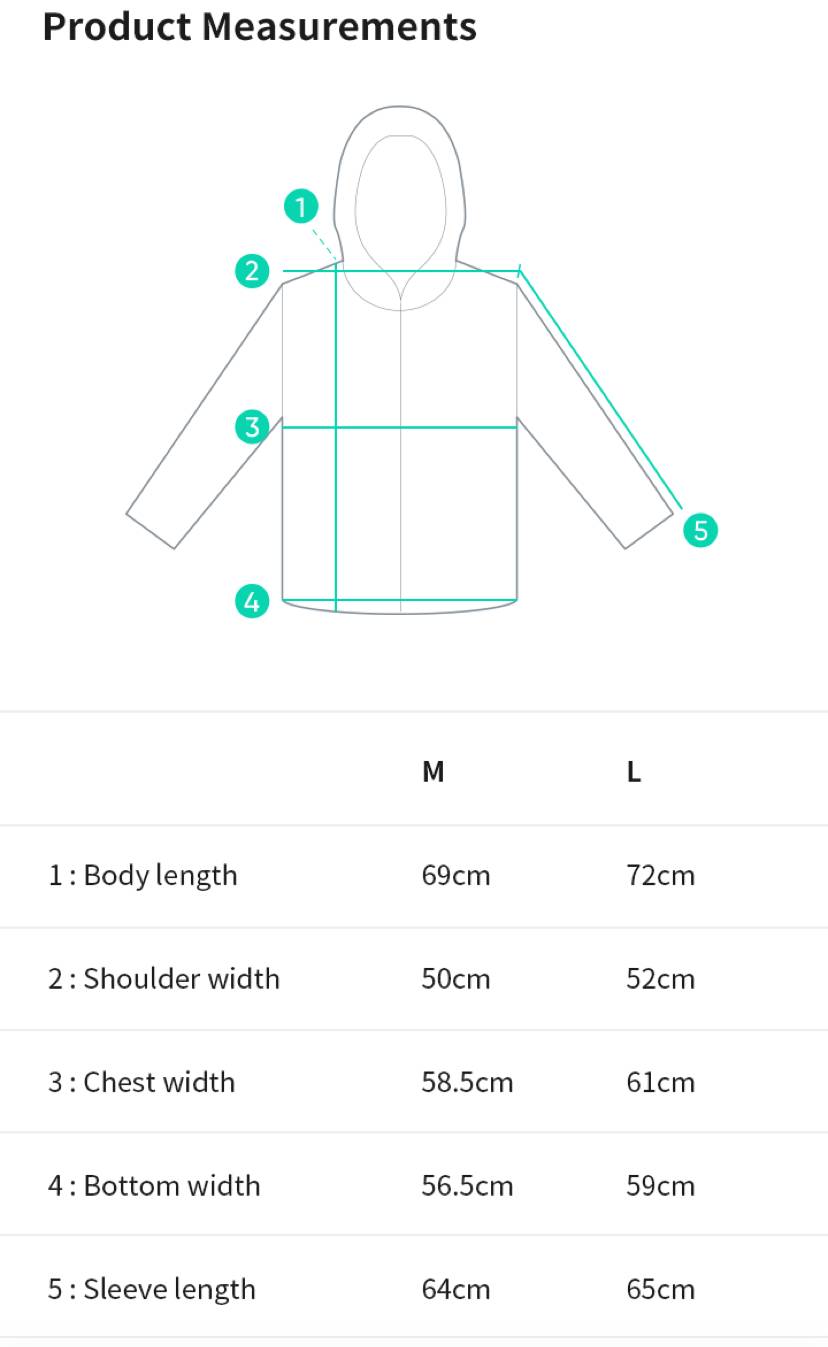 Product Measurements
1
2
3
4
5
M L
1 : Body length 69cm 72cm
2 : Shoulder width 50cm 52cm
3 : Chest width 58.5cm 61cm
4 : Bottom width 56.5cm 59cm
5 : Sleeve length 64cm 65cm